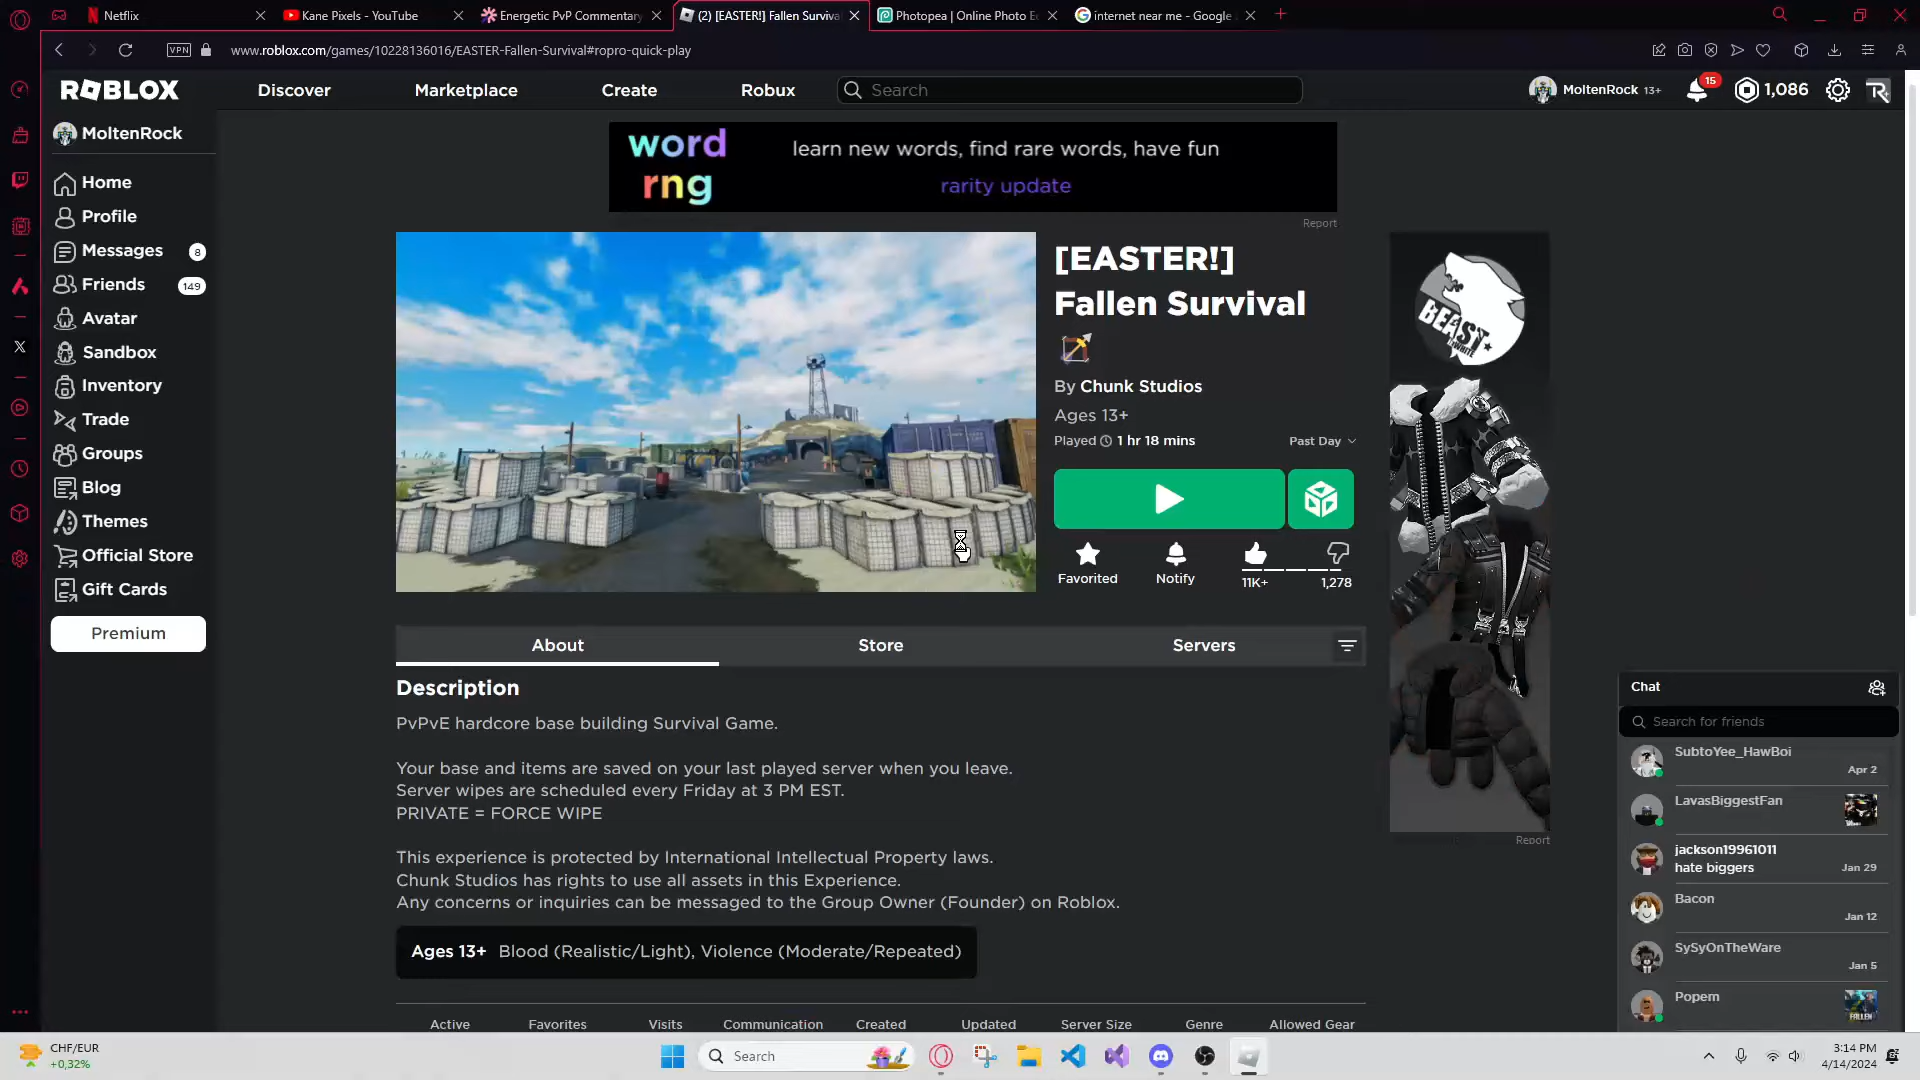 Netflix
Kane Pixels - YouTube
Energetic PvP Commentary
(2) [EASTER!] Fallen Surviva
Photopea | Online Photo E
internet near me - Google
VPN
www.roblox.com/games/10228136016/EASTER-Fallen-Survival#ropro-quick-play
ROBLOX
Discover
Marketplace
Create
Robux
Search
MoltenRock 13+
15
1,086
MoltenRock
Home
Profile
Messages 8
Friends 149
Avatar
Sandbox
Inventory
Trade
Groups
Blog
Themes
Official Store
Gift Cards
Premium
word rng
learn new words, find rare words, have fun
rarity update
Report
[EASTER!]
Fallen Survival
By Chunk Studios
Ages 13+
Played 1 hr 18 mins
Past Day
Favorited
Notify
11K+
1,278
BEAST
Report
About
Store
Servers
Description
PvPvE hardcore base building Survival Game.
Your base and items are saved on your last played server when you leave.
Server wipes are scheduled every Friday at 3 PM EST.
PRIVATE = FORCE WIPE
This experience is protected by International Intellectual Property laws.
Chunk Studios has rights to use all assets in this Experience.
Any concerns or inquiries can be messaged to the Group Owner (Founder) on Roblox.
Ages 13+ Blood (Realistic/Light), Violence (Moderate/Repeated)
Active
Favorites
Visits
Communication
Created
Updated
Server Size
Genre
Allowed Gear
Chat
Search for friends
SubtoYee_HawBoi
Apr 2
LavasBiggestFan
jackson19961011
hate biggers
Jan 29
Bacon
Jan 12
SySyOnTheWare
Jan 5
Popem
FALLEN
CHF/EUR
+0,32%
Search
3:14 PM
4/14/2024